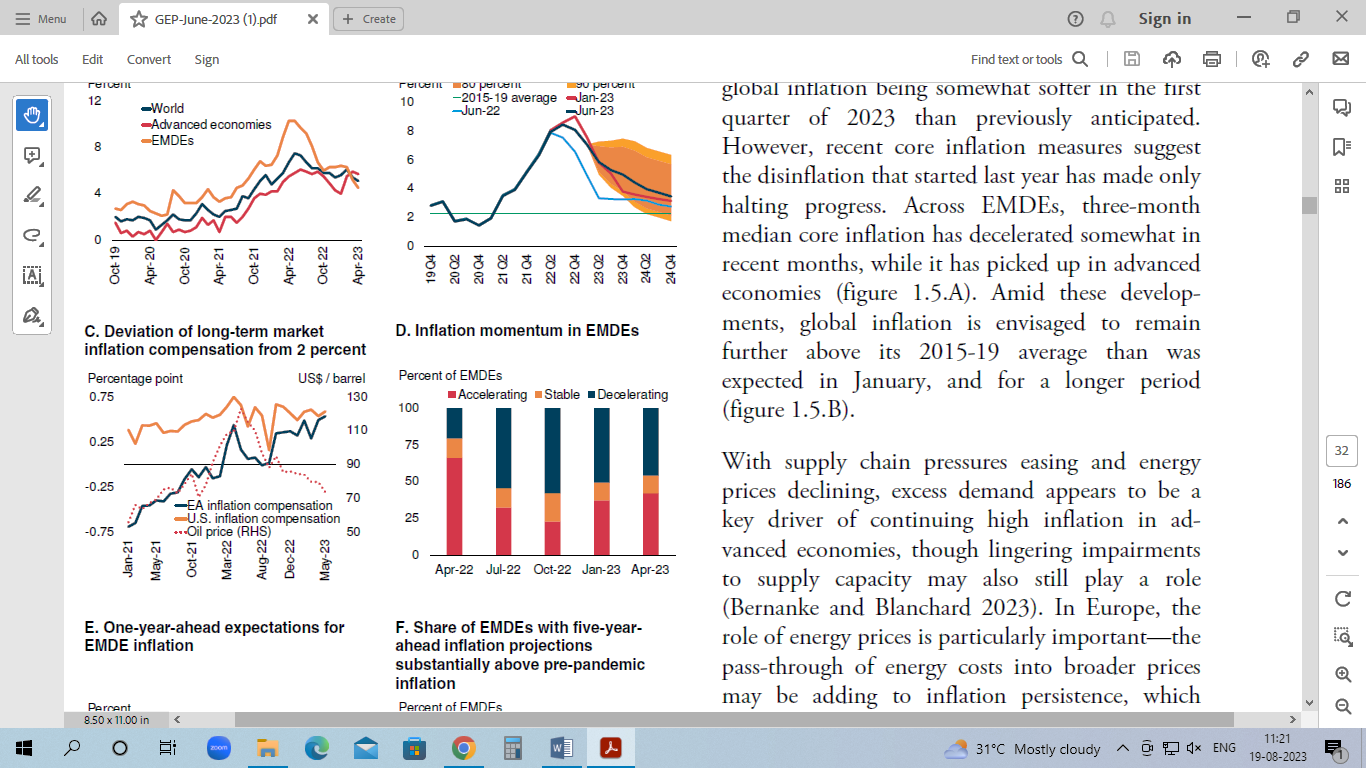 Menu
GEP-June-2023 (1).pdf
+ Create
Sign in
All tools
Edit
Convert
Sign
Find text or tools
Percent
12
8
4
0
World
Advanced economies
EMDEs
Oct-19
Apr-20
Oct-20
Apr-21
Oct-21
Apr-22
Oct-22
Apr-23
Percent
80 percent
90 percent
2015-19 average
Jan-23
Jun-22
Jun-23
10
8
6
4
2
0
19Q4
20Q2
20Q4
21Q2
21Q4
22Q2
22Q4
23Q2
23Q4
24Q2
24Q4
C. Deviation of long-term market
inflation compensation from 2 percent
Percentage point
US$ / barrel
0.75
0.25
-0.25
-0.75
130
110
90
70
50
EA inflation compensation
U.S. inflation compensation
Oil price (RHS)
Jan-21
May-21
Oct-21
Mar-22
Aug-22
Dec-22
May-23
D. Inflation momentum in EMDEs
Percent of EMDEs
Accelerating
Stable
Decelerating
100
75
50
25
0
Apr-22
Jul-22
Oct-22
Jan-23
Apr-23
E. One-year-ahead expectations for
EMDE inflation
Percent
F. Share of EMDEs with five-year-
ahead inflation projections
substantially above pre-pandemic
inflation
Percent of EMDEs
global inflation being somewhat softer in the first
quarter of 2023 than previously anticipated.
However, recent core inflation measures suggest
the disinflation that started last year has made only
halting progress. Across EMDEs, three-month
median core inflation has decelerated somewhat in
recent months, while it has picked up in advanced
economies (figure 1.5.A). Amid these develop-
ments, global inflation is envisaged to remain
further above its 2015-19 average than was
expected in January, and for a longer period
(figure 1.5.B).
With supply chain pressures easing and energy
prices declining, excess demand appears to be a
key driver of continuing high inflation in ad-
vanced economies, though lingering impairments
to supply capacity may also still play a role
(Bernanke and Blanchard 2023). In Europe, the
role of energy prices is particularly important—the
pass-through of energy costs into broader prices
may be adding to inflation persistence, which
32
186
8.50 x 11.00 in
zoom
31°C Mostly cloudy
ENG
11:21
19-08-2023
1